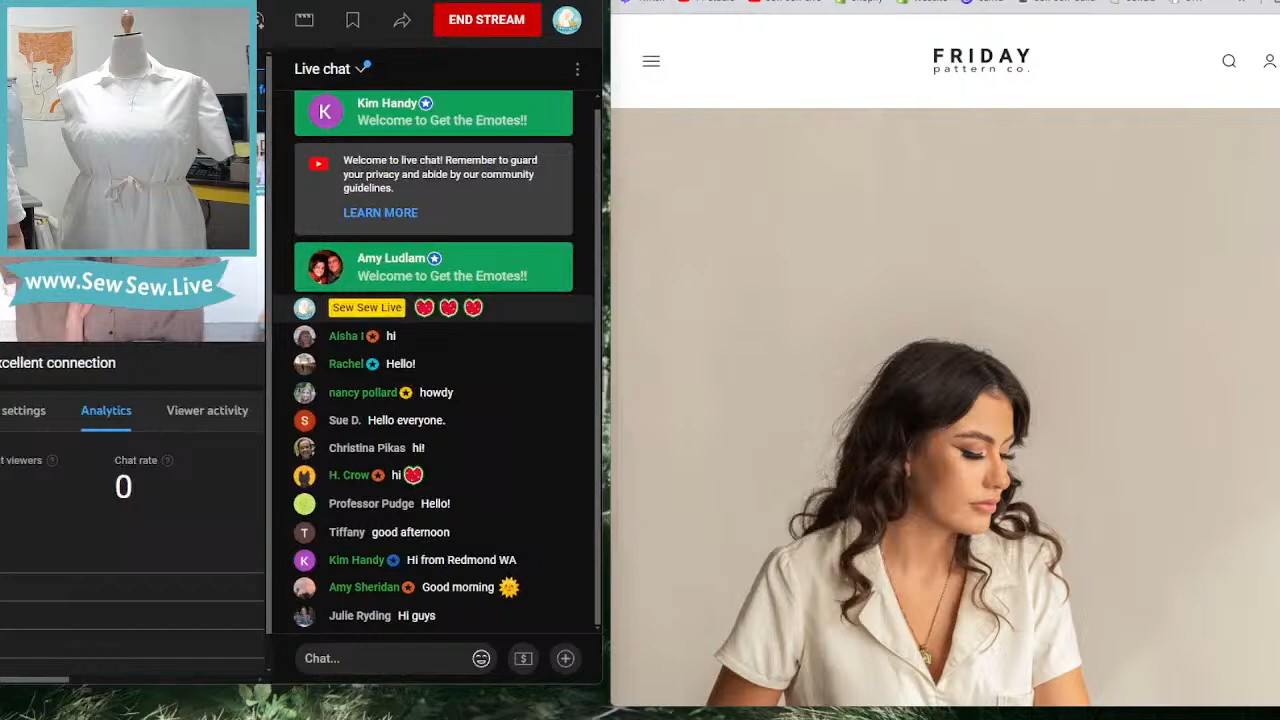 END STREAM
Live chat
K
Kim Handy
Welcome to Get the Emotes!!
Welcome to live chat! Remember to guard
your privacy and abide by our community
guidelines.
LEARN MORE
Amy Ludlam
Welcome to Get the Emotes!!
Sew Sew Live
Aisha I hi
Rachel Hello!
nancy pollard howdy
S Sue D. Hello everyone.
Christina Pikas hi!
H. Crow hi
Professor Pudge Hello!
T Tiffany good afternoon
K Kim Handy Hi from Redmond WA
Amy Sheridan Good morning
Julie Ryding Hi guys
Chat...
www.SewSew.Live
xcellent connection
settings Analytics Viewer activity
t viewers Chat rate
0
FRIDAY
pattern co.